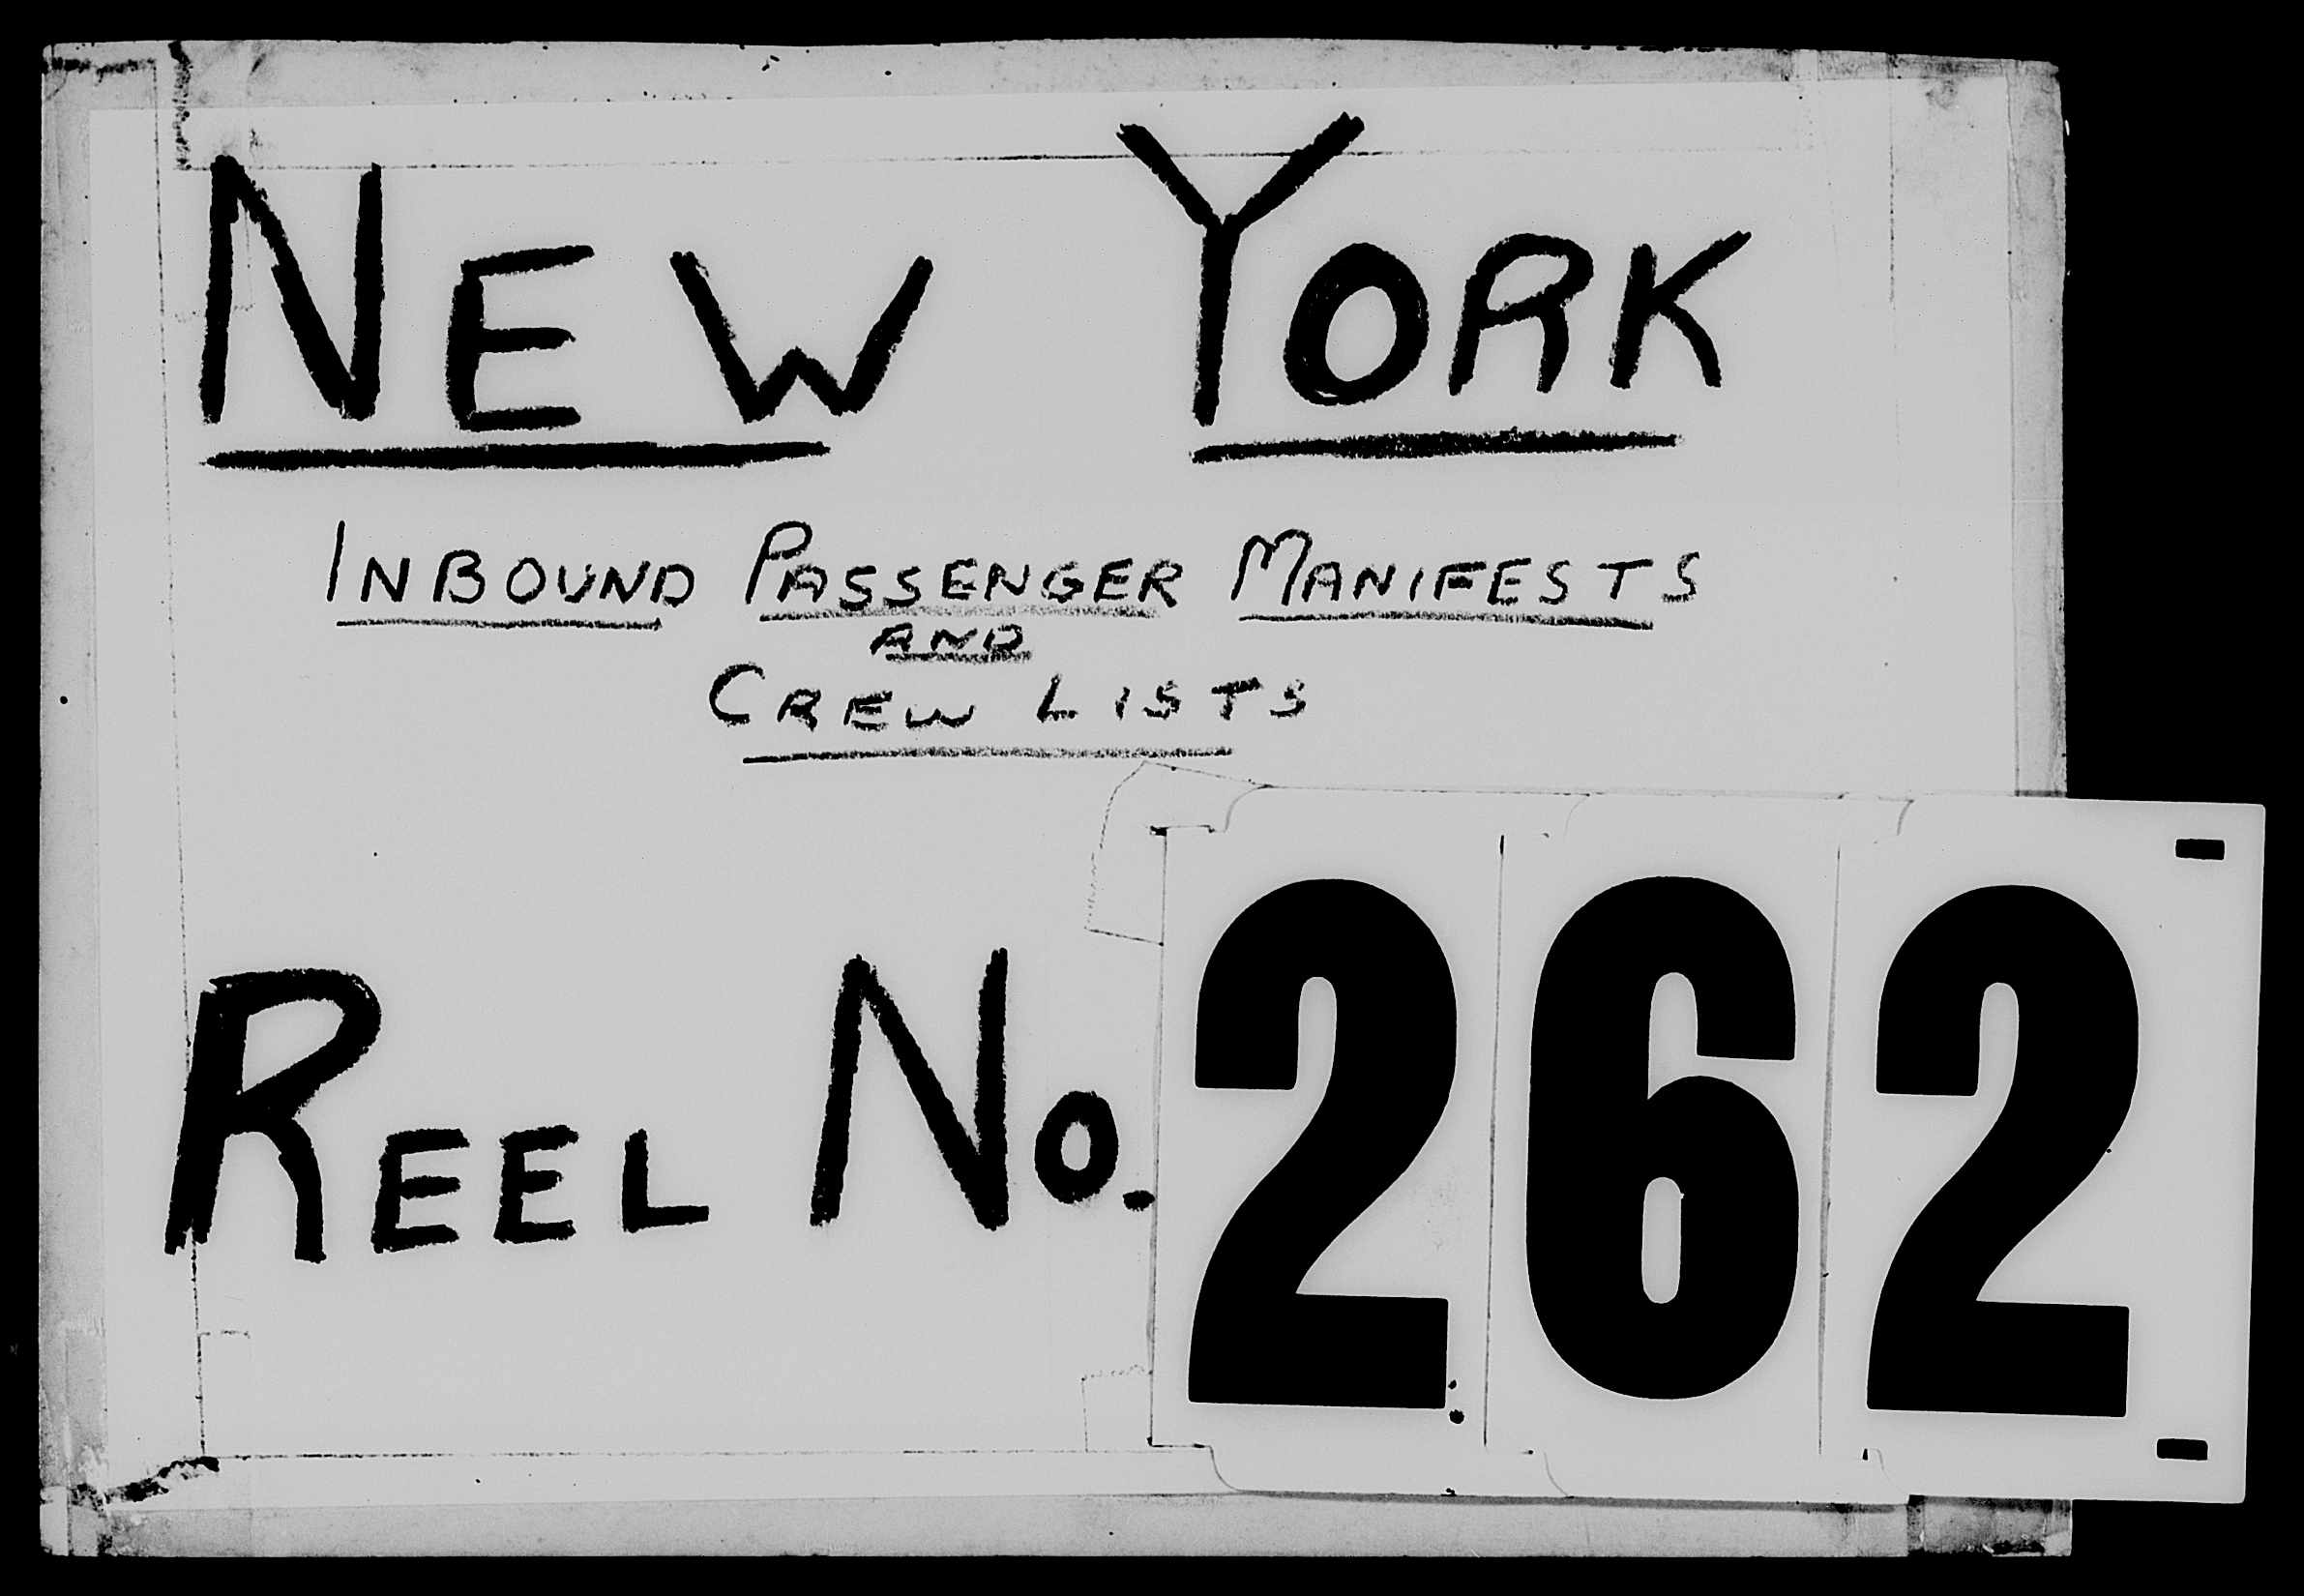 NEW YORK
INBOUND PASSENGER MANIFESTS
AND
CREW LISTS
REEL No. 262